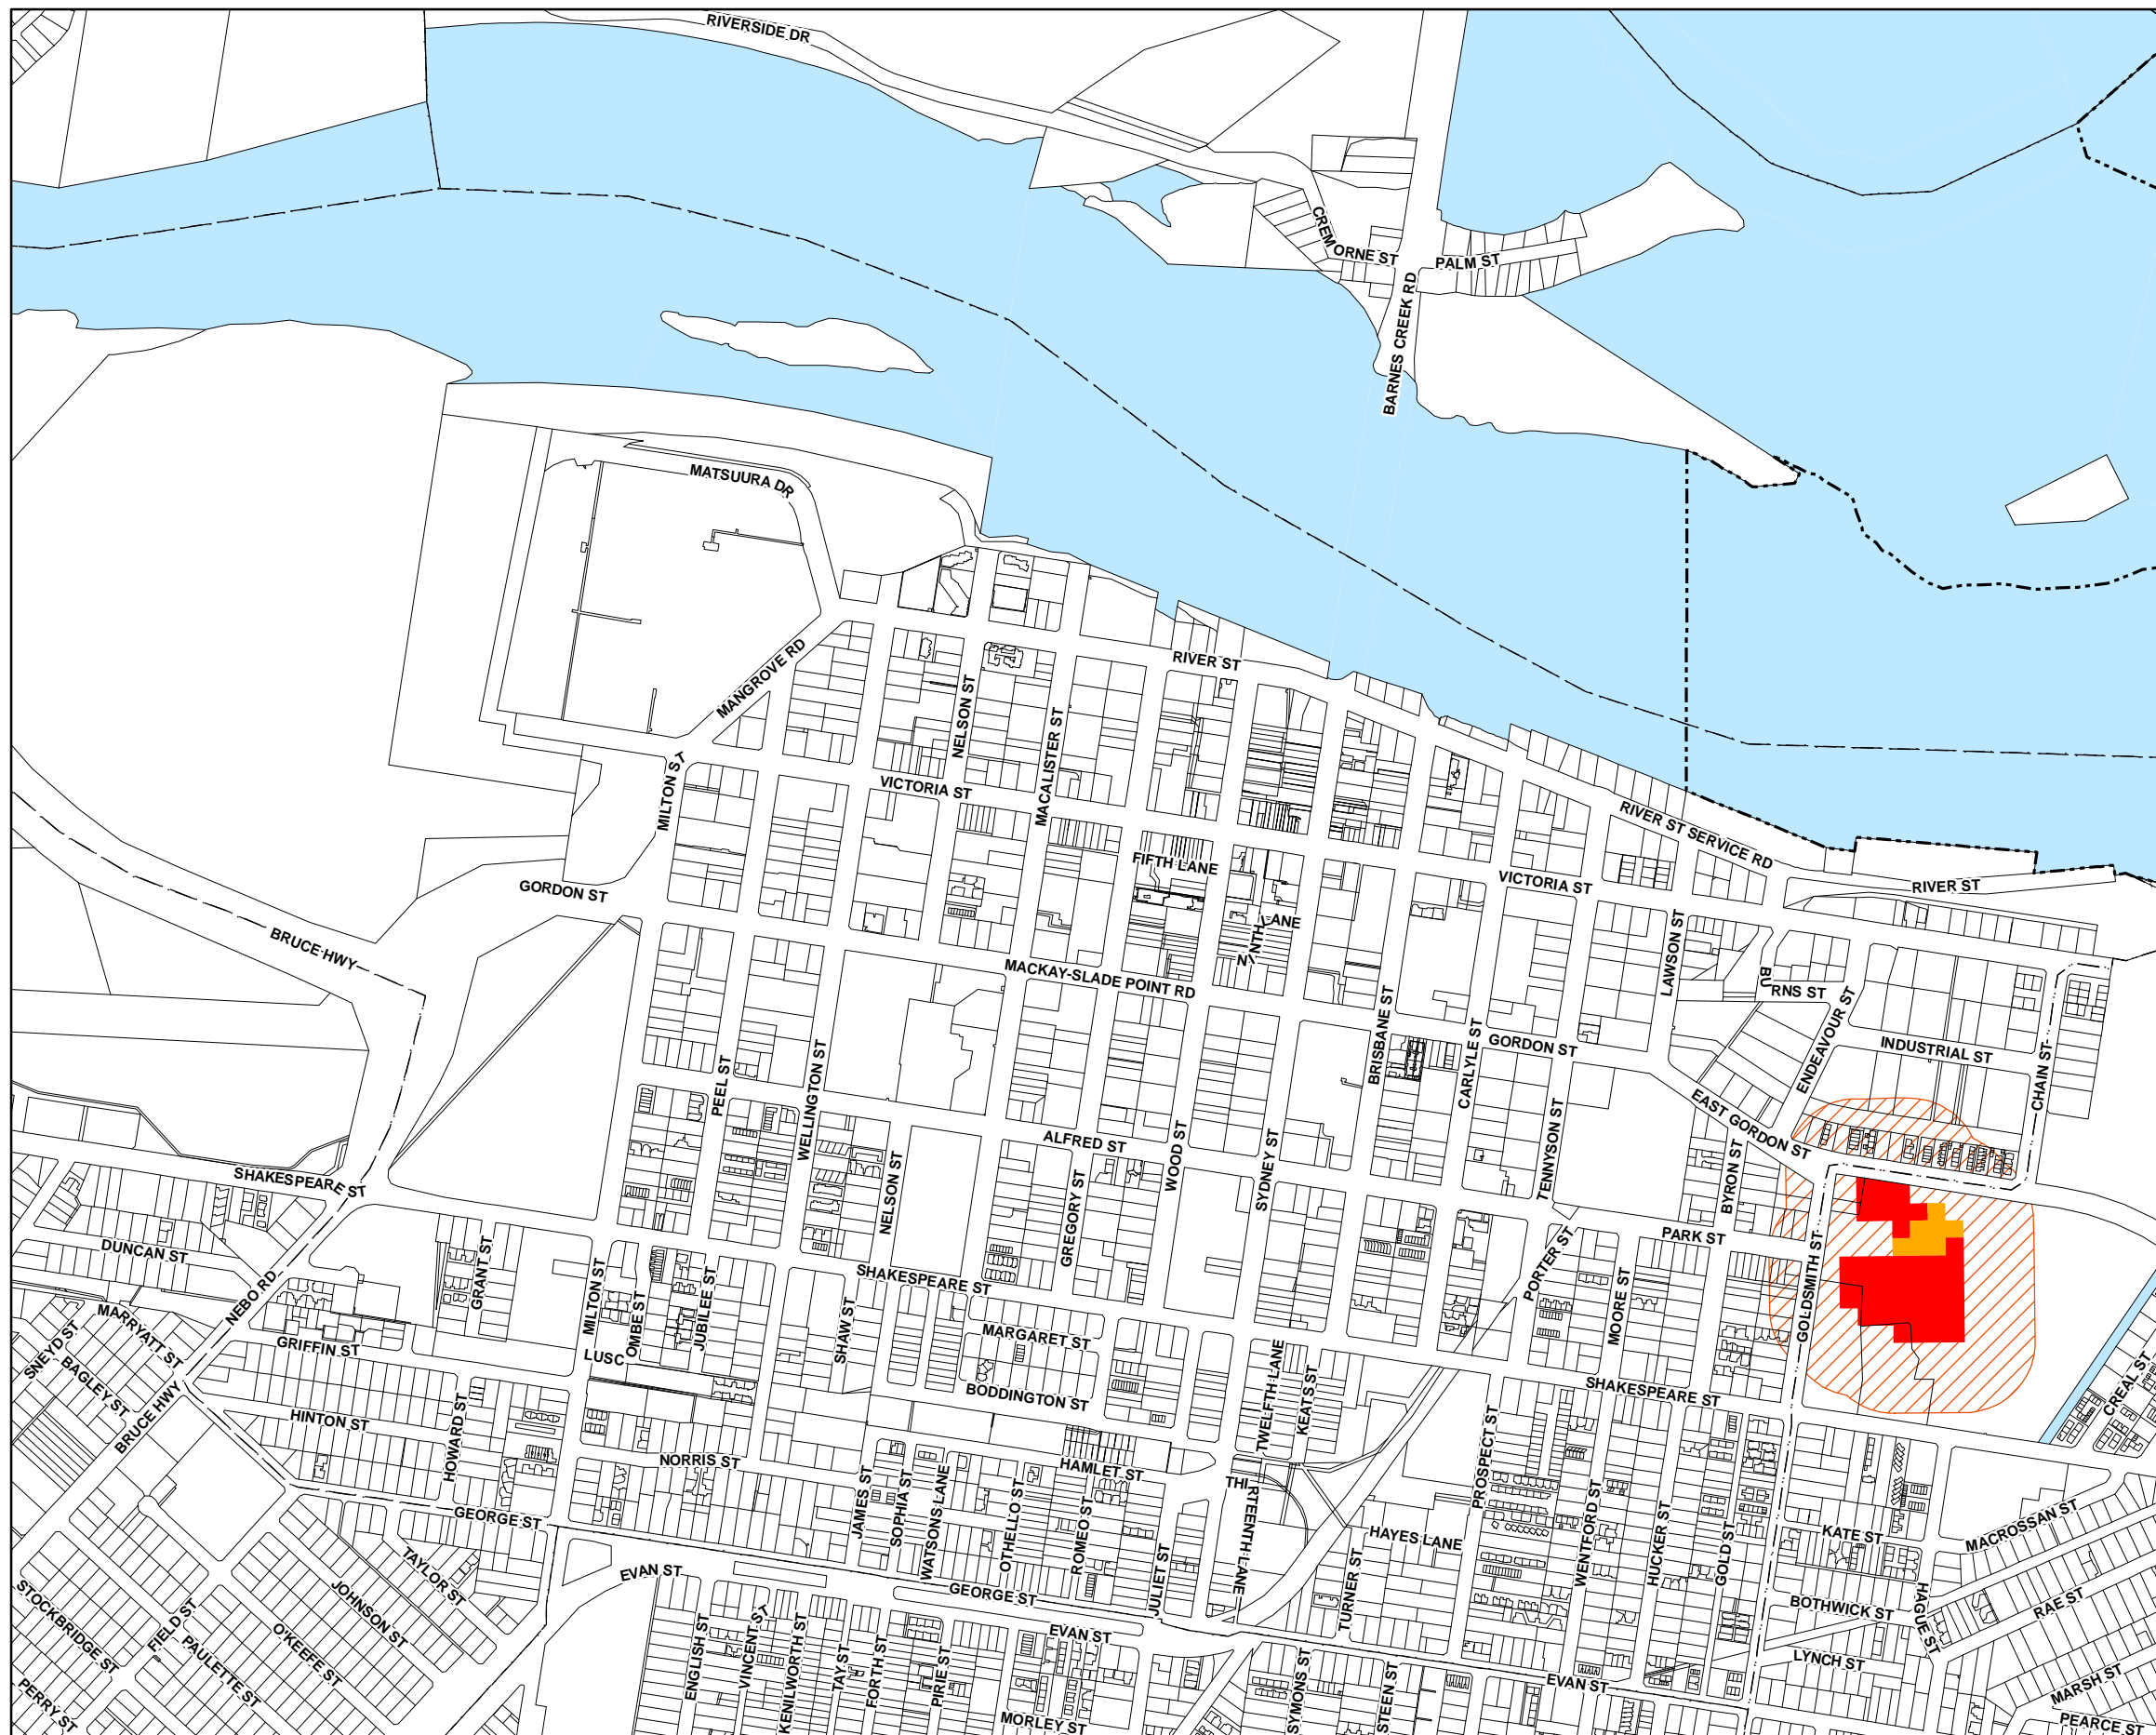 RIVERSIDE DR
CREMORNE ST
PALM ST
BARNES CREEK RD
MATSUURA DR
RIVER ST
MANGROVE RD
NELSON ST
MACALISTER ST
MILTON ST
VICTORIA ST
RIVER ST SERVICE RD
FIFTH LANE
VICTORIA ST
RIVER ST
GORDON ST
NINTH LANE
LAWSON ST
BRUCE HWY
MACKAY-SLADE POINT RD
BURNS ST
ENDEAVOUR ST
BRISBANE ST
CARLYLE ST
GORDON ST
INDUSTRIAL ST
CHAIN ST
PEEL ST
WELLINGTON ST
EAST GORDON ST
ALFRED ST
WOOD ST
SYDNEY ST
TENNYSON ST
BYRON ST
SHAKESPEARE ST
NELSON ST
GREGORY ST
PARK ST
DUNCAN ST
GRANT ST
PORTER ST
GOLDSMITH ST
NEBO RD
MILTON ST
LUSCOMBE ST
JUBILEE ST
SHAKESPEARE ST
MOORE ST
MARRYATT ST
SNEYD ST
BAGLEY ST
GRIFFIN ST
SHAW ST
MARGARET ST
TWELFTH LANE
KEATS ST
SHAKESPEARE ST
CREAL ST
BRUCE HWY
HINTON ST
HOWARD ST
BODDINGTON ST
PROSPECT ST
NORRIS ST
HAMLET ST
THIRTEENTH LANE
GEORGE ST
JAMES ST
SOPHIA ST
WATSONS LANE
OTHELLO ST
ROMEO ST
JULIET ST
HAYES LANE
WENTFORD ST
HUCKER ST
GOLD ST
KATE ST
MACROSSAN ST
TAYLOR ST
EVAN ST
GEORGE ST
TURNER ST
BOTHWICK ST
HAGUE ST
RAE ST
STOCKBRIDGE ST
FIELD ST
JOHNSON ST
O'KEEFE ST
PAULETTE ST
PERRY ST
ENGLISH ST
VINCENT ST
KENILWORTH ST
TAY ST
FORTH ST
PIRIE ST
EVAN ST
MORLEY ST
SYMONS ST
STEEN ST
EVAN ST
LYNCH ST
MARSH ST
PEARCE ST